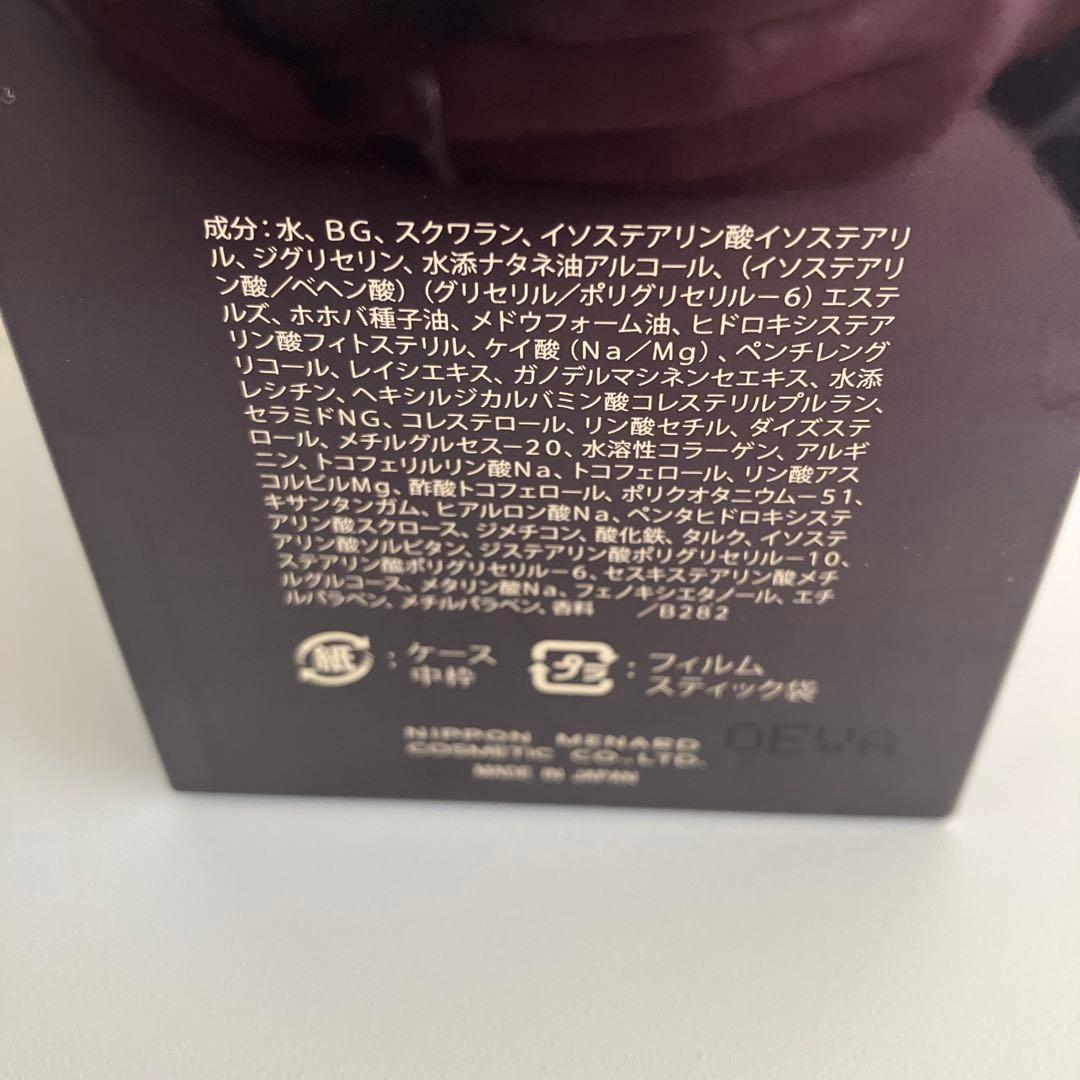 成分：水、BG、スクワラン、イソステアリン酸イソステアリ
ル、ジグリセリン、水添ナタネ油アルコール、（イソステアリ
ン酸／ベヘン酸）（グリセリル／ポリグリセリル－6）エステ
ルズ、ホホバ種子油、メドウフォーム油、ヒドロキシステア
リン酸フィトステリル、ケイ酸（Na／Mg）、ペンチレング
リコール、レイシエキス、ガノデルマシネンセエキス、水添
レシチン、ヘキシルジカルバミン酸コレステリルプルラン、
セラミドNG、コレステロール、リン酸セチル、ダイズステ
ロール、メチルグルセス－20、水溶性コラーゲン、アルギ
ニン、トコフェリルリン酸Na、トコフェロール、リン酸アス
コルビルMg、酢酸トコフェロール、ポリクオタニウム－51、
キサンタンガム、ヒアルロン酸Na、ペンタヒドロキシステ
アリン酸スクロース、ジメチコン、酸化鉄、タルク、イソステ
アリン酸ソルビタン、ジステアリン酸ポリグリセリル－10、
ステアリン酸ポリグリセリル－6、セスキステアリン酸メチ
ルグルコース、メタリン酸Na、フェノキシエタノール、エチ
ルパラベン、メチルパラベン、香料　／B282
紙：ケース
中枠
プラ：フィルム
スティック袋
NIPPON MENARD
COSMETIC CO.,LTD.
MADE IN JAPAN
OEWA